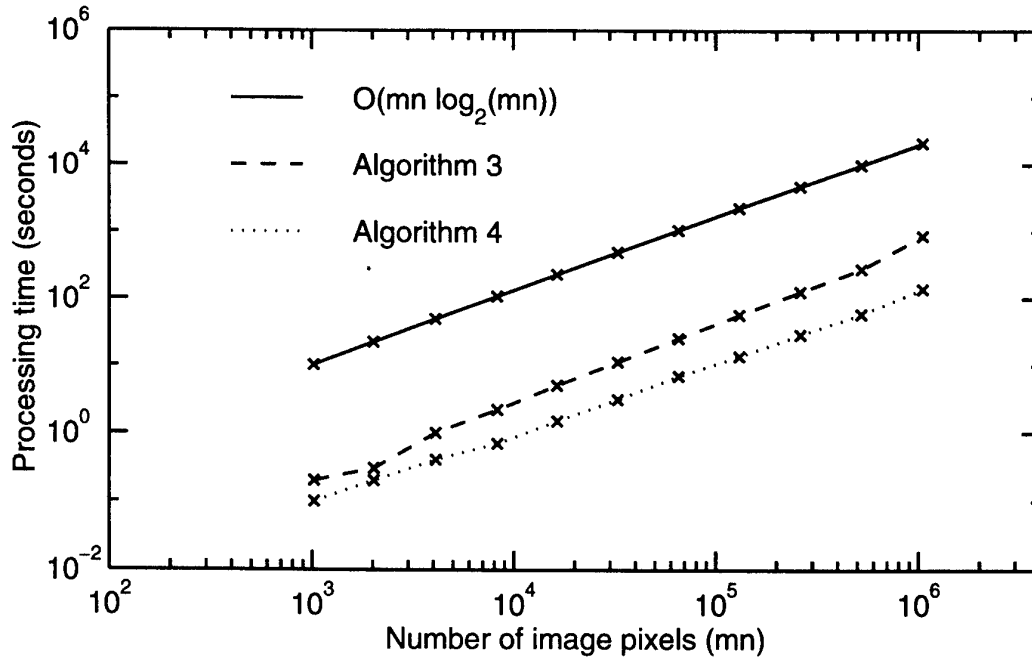 10^6
10^4
10^2
10^0
10^−2
Processing time (seconds)
O(mn log_2(mn))
Algorithm 3
Algorithm 4
10^2
10^3
10^4
10^5
10^6
Number of image pixels (mn)